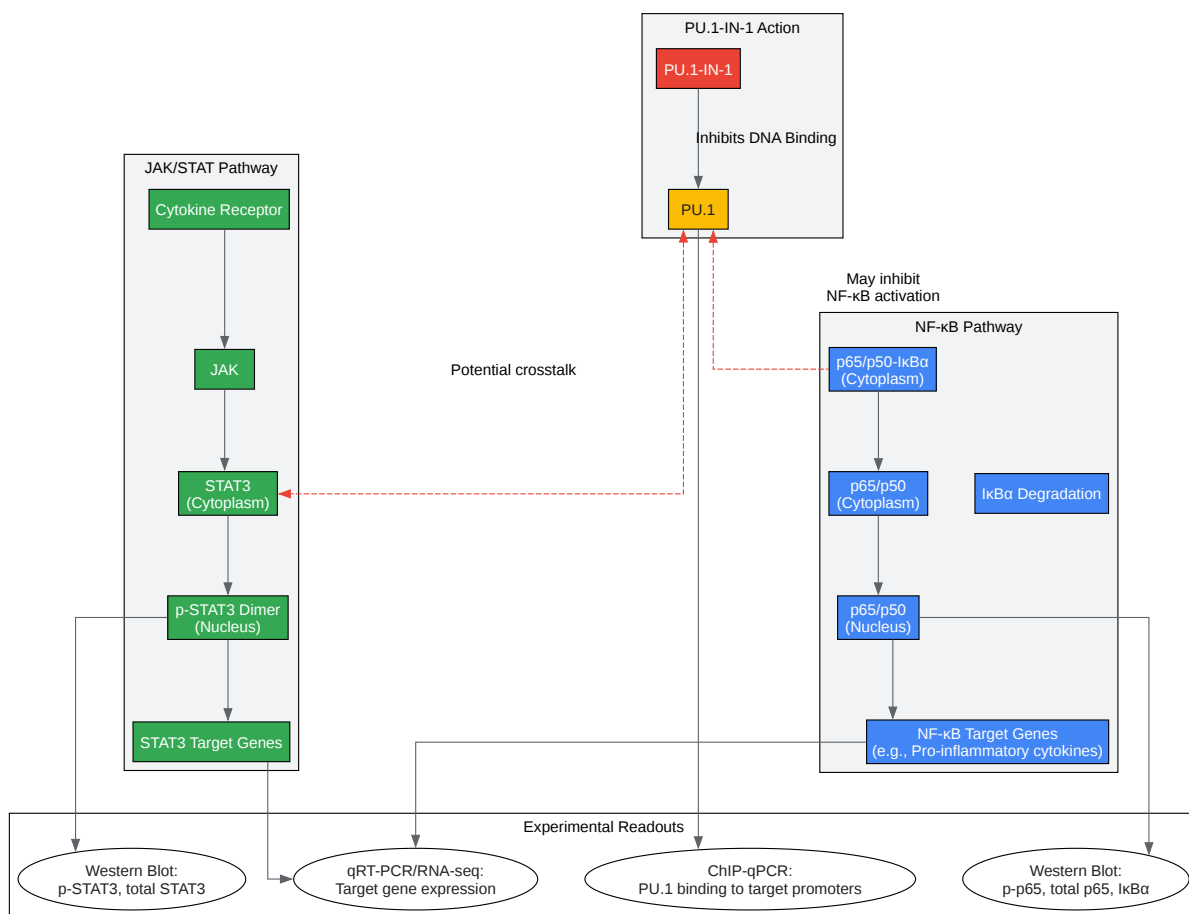 PU.1-IN-1 Action
PU.1-IN-1
Inhibits DNA Binding
PU.1
JAK/STAT Pathway
Cytokine Receptor
JAK
STAT3
(Cytoplasm)
p-STAT3 Dimer
(Nucleus)
STAT3 Target Genes
Potential crosstalk
May inhibit
NF-κB activation
NF-κB Pathway
p65/p50-IκBα
(Cytoplasm)
p65/p50
(Cytoplasm)
IκBα Degradation
p65/p50
(Nucleus)
NF-κB Target Genes
(e.g., Pro-inflammatory cytokines)
Experimental Readouts
Western Blot:
p-STAT3, total STAT3
qRT-PCR/RNA-seq:
Target gene expression
ChIP-qPCR:
PU.1 binding to target promoters
Western Blot:
p-p65, total p65, IκBα